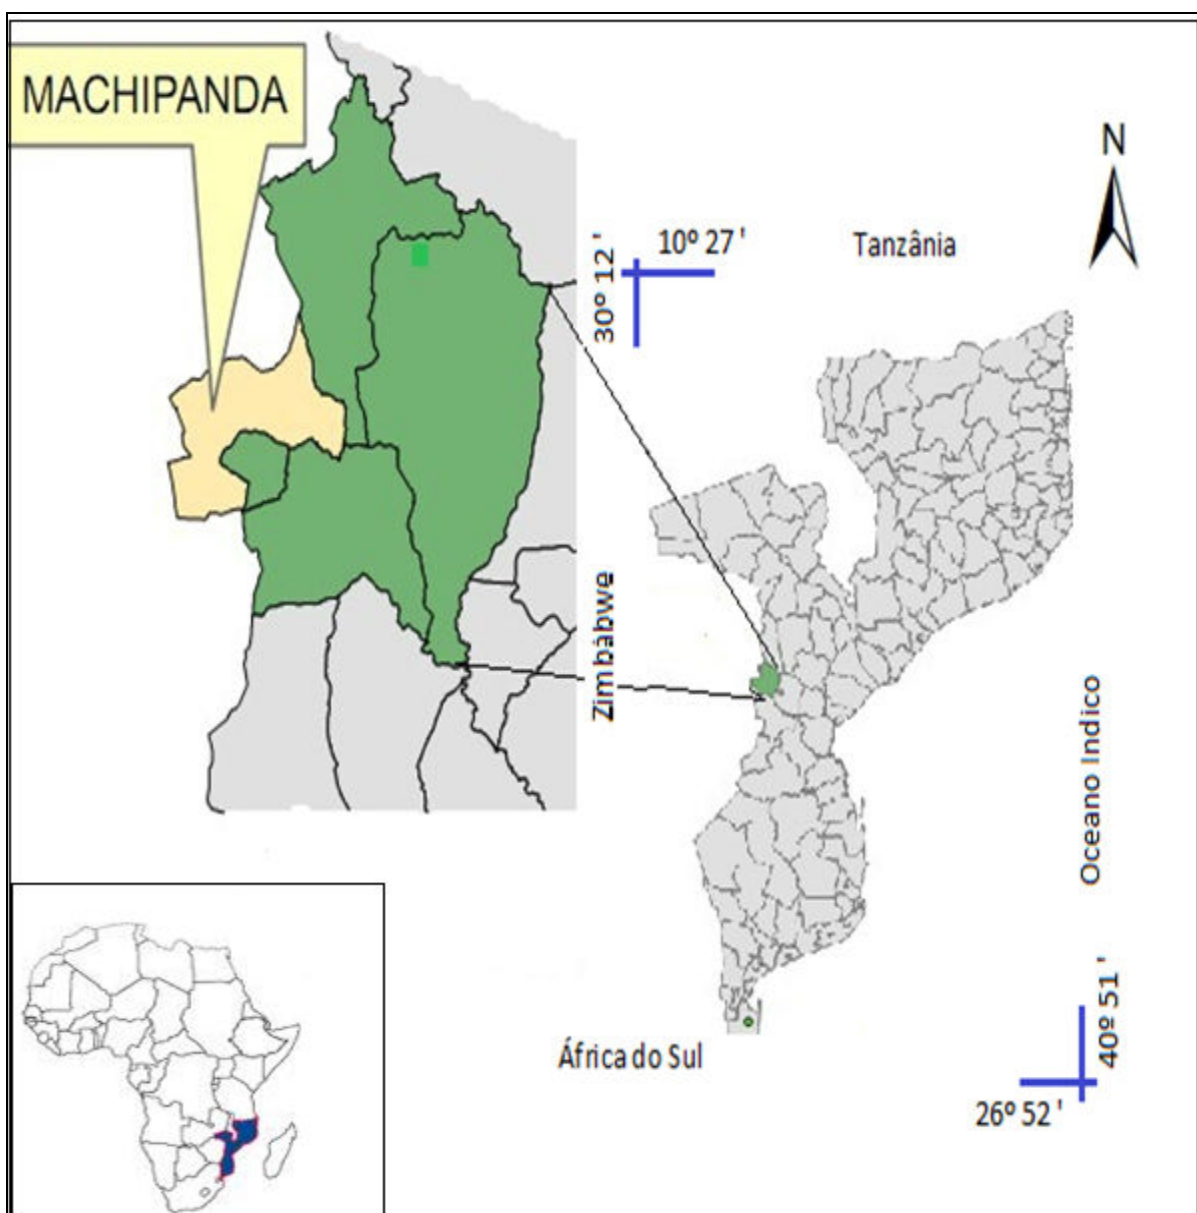 MACHIPANDA
N
10º 27 '
30º 12 '
Tanzânia
Zimbabwe
Oceano Indico
África do Sul
40º 51 '
26º 52 '